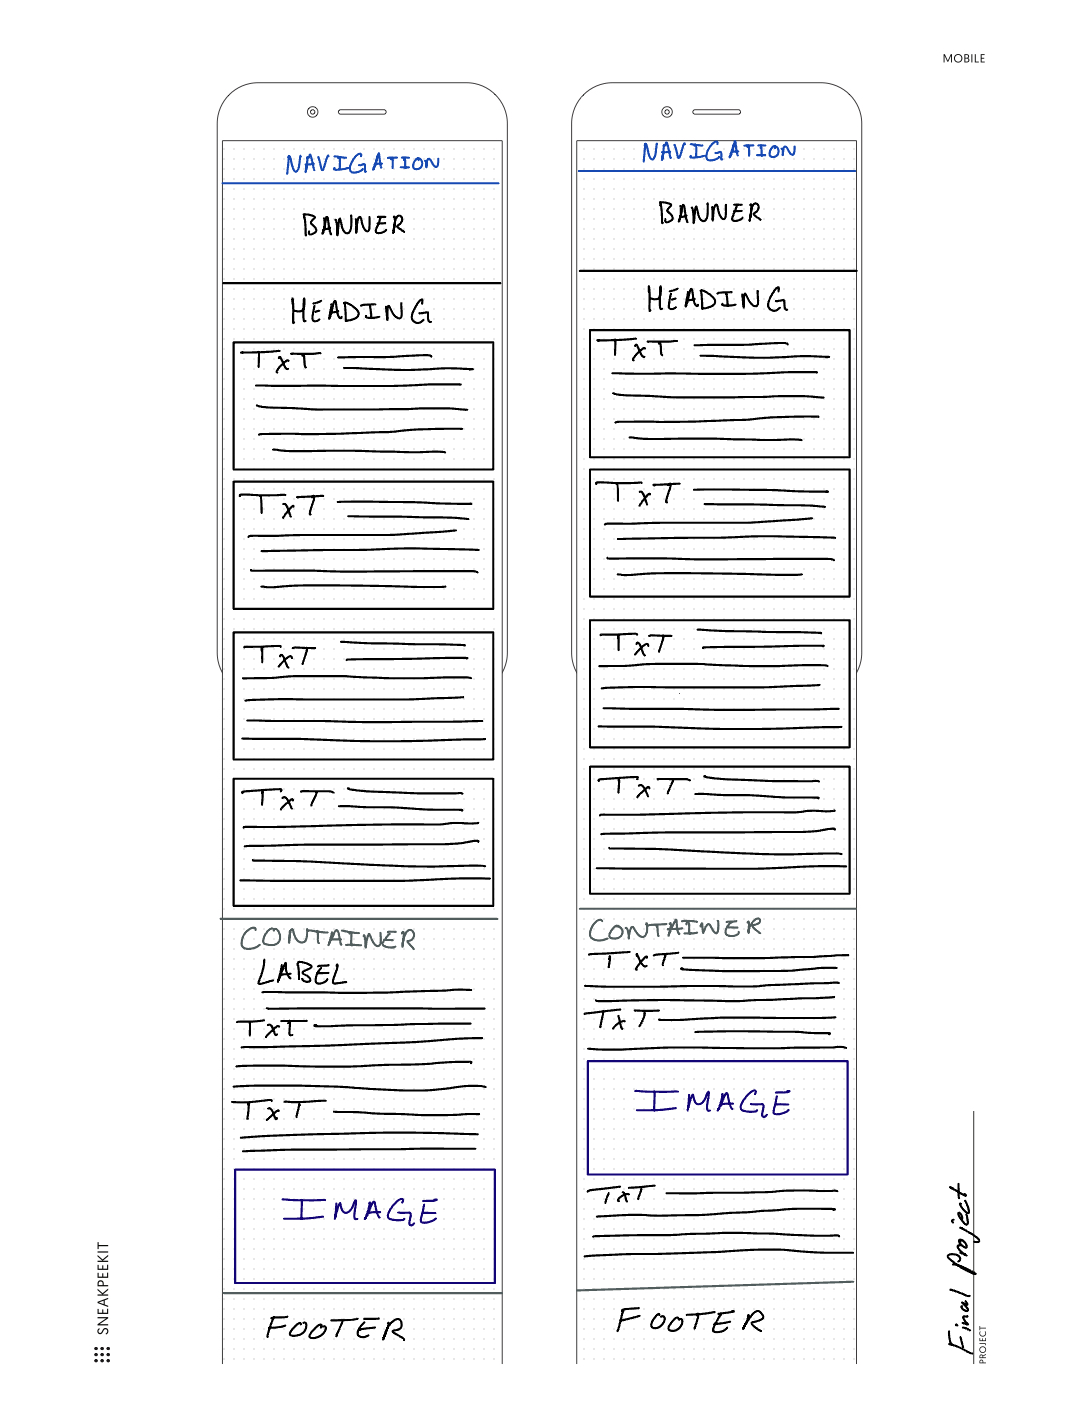 MOBILE
NAVIGATION
BANNER
HEADING
TxT
TxT
TxT
TxT
CONTAINER
LABEL
TxT
TxT
IMAGE
FOOTER
NAVIGATION
BANNER
HEADING
TxT
TxT
TxT
TxT
CONTAINER
TxT
TxT
IMAGE
TxT
FOOTER
SNEAKPEEKIT
Final project
PROJECT